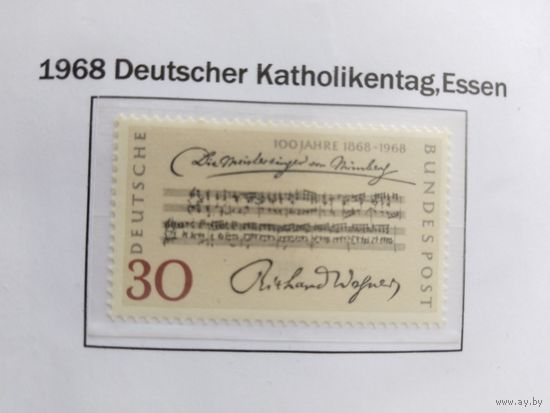 1968 Deutscher Katholikentag,Essen
100 JAHRE 1868-1968
Die Meistersinger von Nürnberg
DEUTSCHE
BUNDESPOST
30
Richard Wagner
www.ay.by